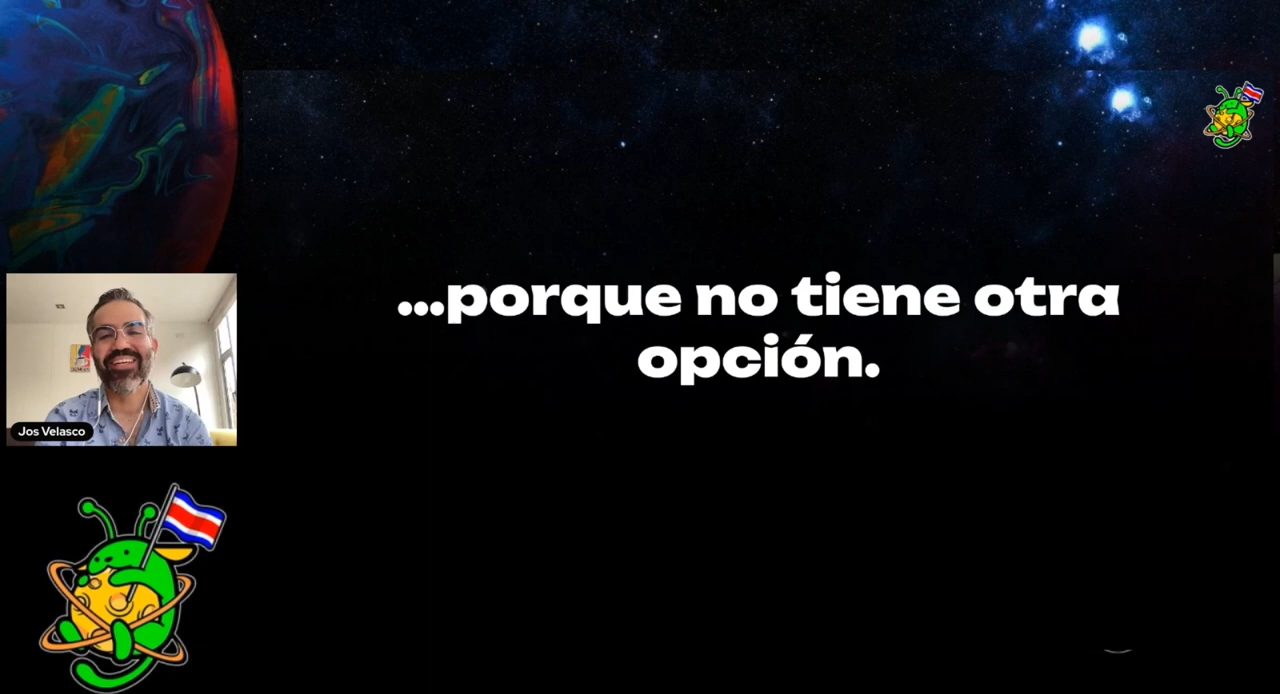 ...porque no tiene otra
opción.
Jos Velasco